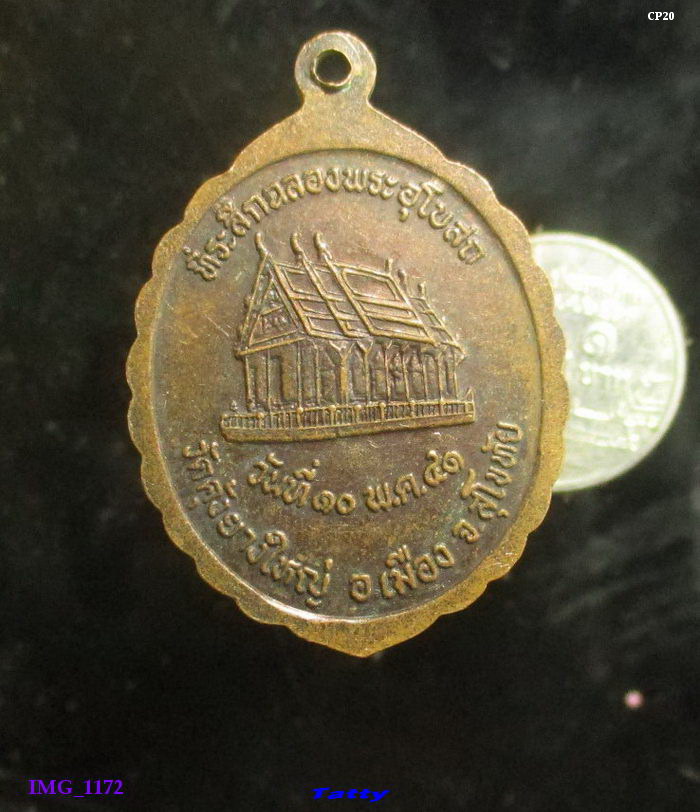 CP20
ที่ระลึกฉลองพระอุโบสถ
วันที่ ๑๐ พ.ค. ๕๑
วัดคุ้งยางใหญ่ อ.เมือง จ.สุโขทัย
IMG_1172
Tatty